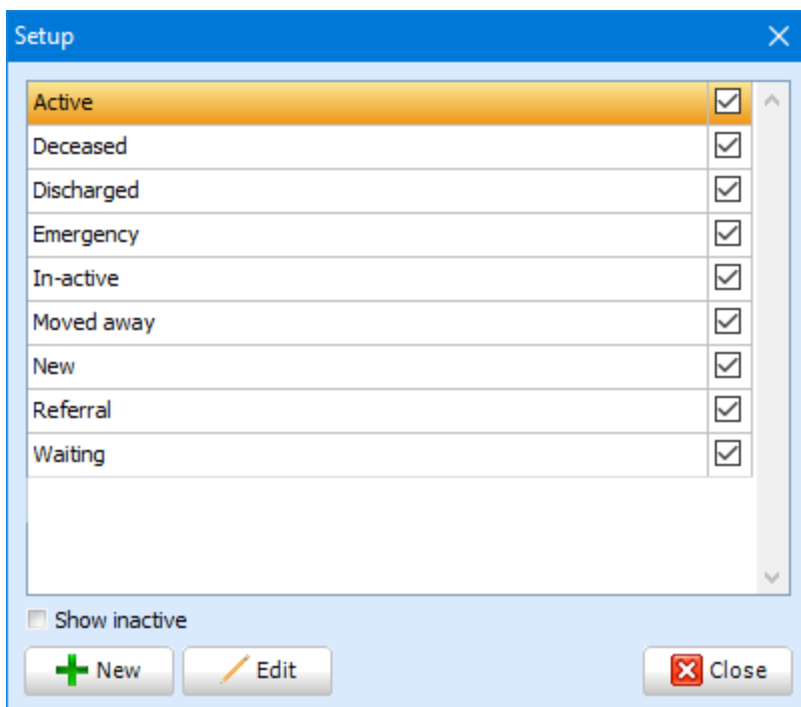 Setup
Active
Deceased
Discharged
Emergency
In-active
Moved away
New
Referral
Waiting
Show inactive
New Edit Close